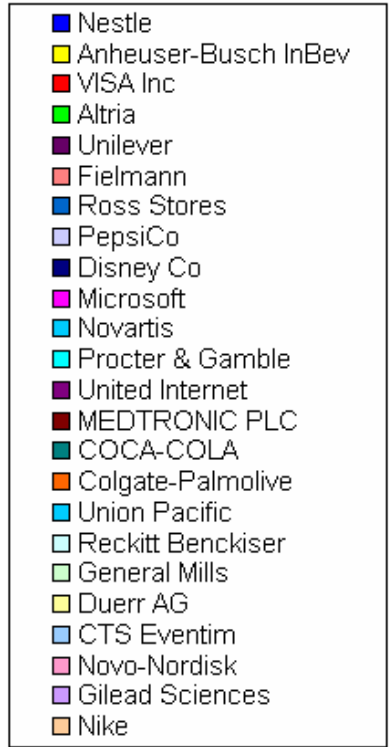 Nestle
Anheuser-Busch InBev
VISA Inc
Altria
Unilever
Fielmann
Ross Stores
PepsiCo
Disney Co
Microsoft
Novartis
Procter & Gamble
United Internet
MEDTRONIC PLC
COCA-COLA
Colgate-Palmolive
Union Pacific
Reckitt Benckiser
General Mills
Duerr AG
CTS Eventim
Novo-Nordisk
Gilead Sciences
Nike